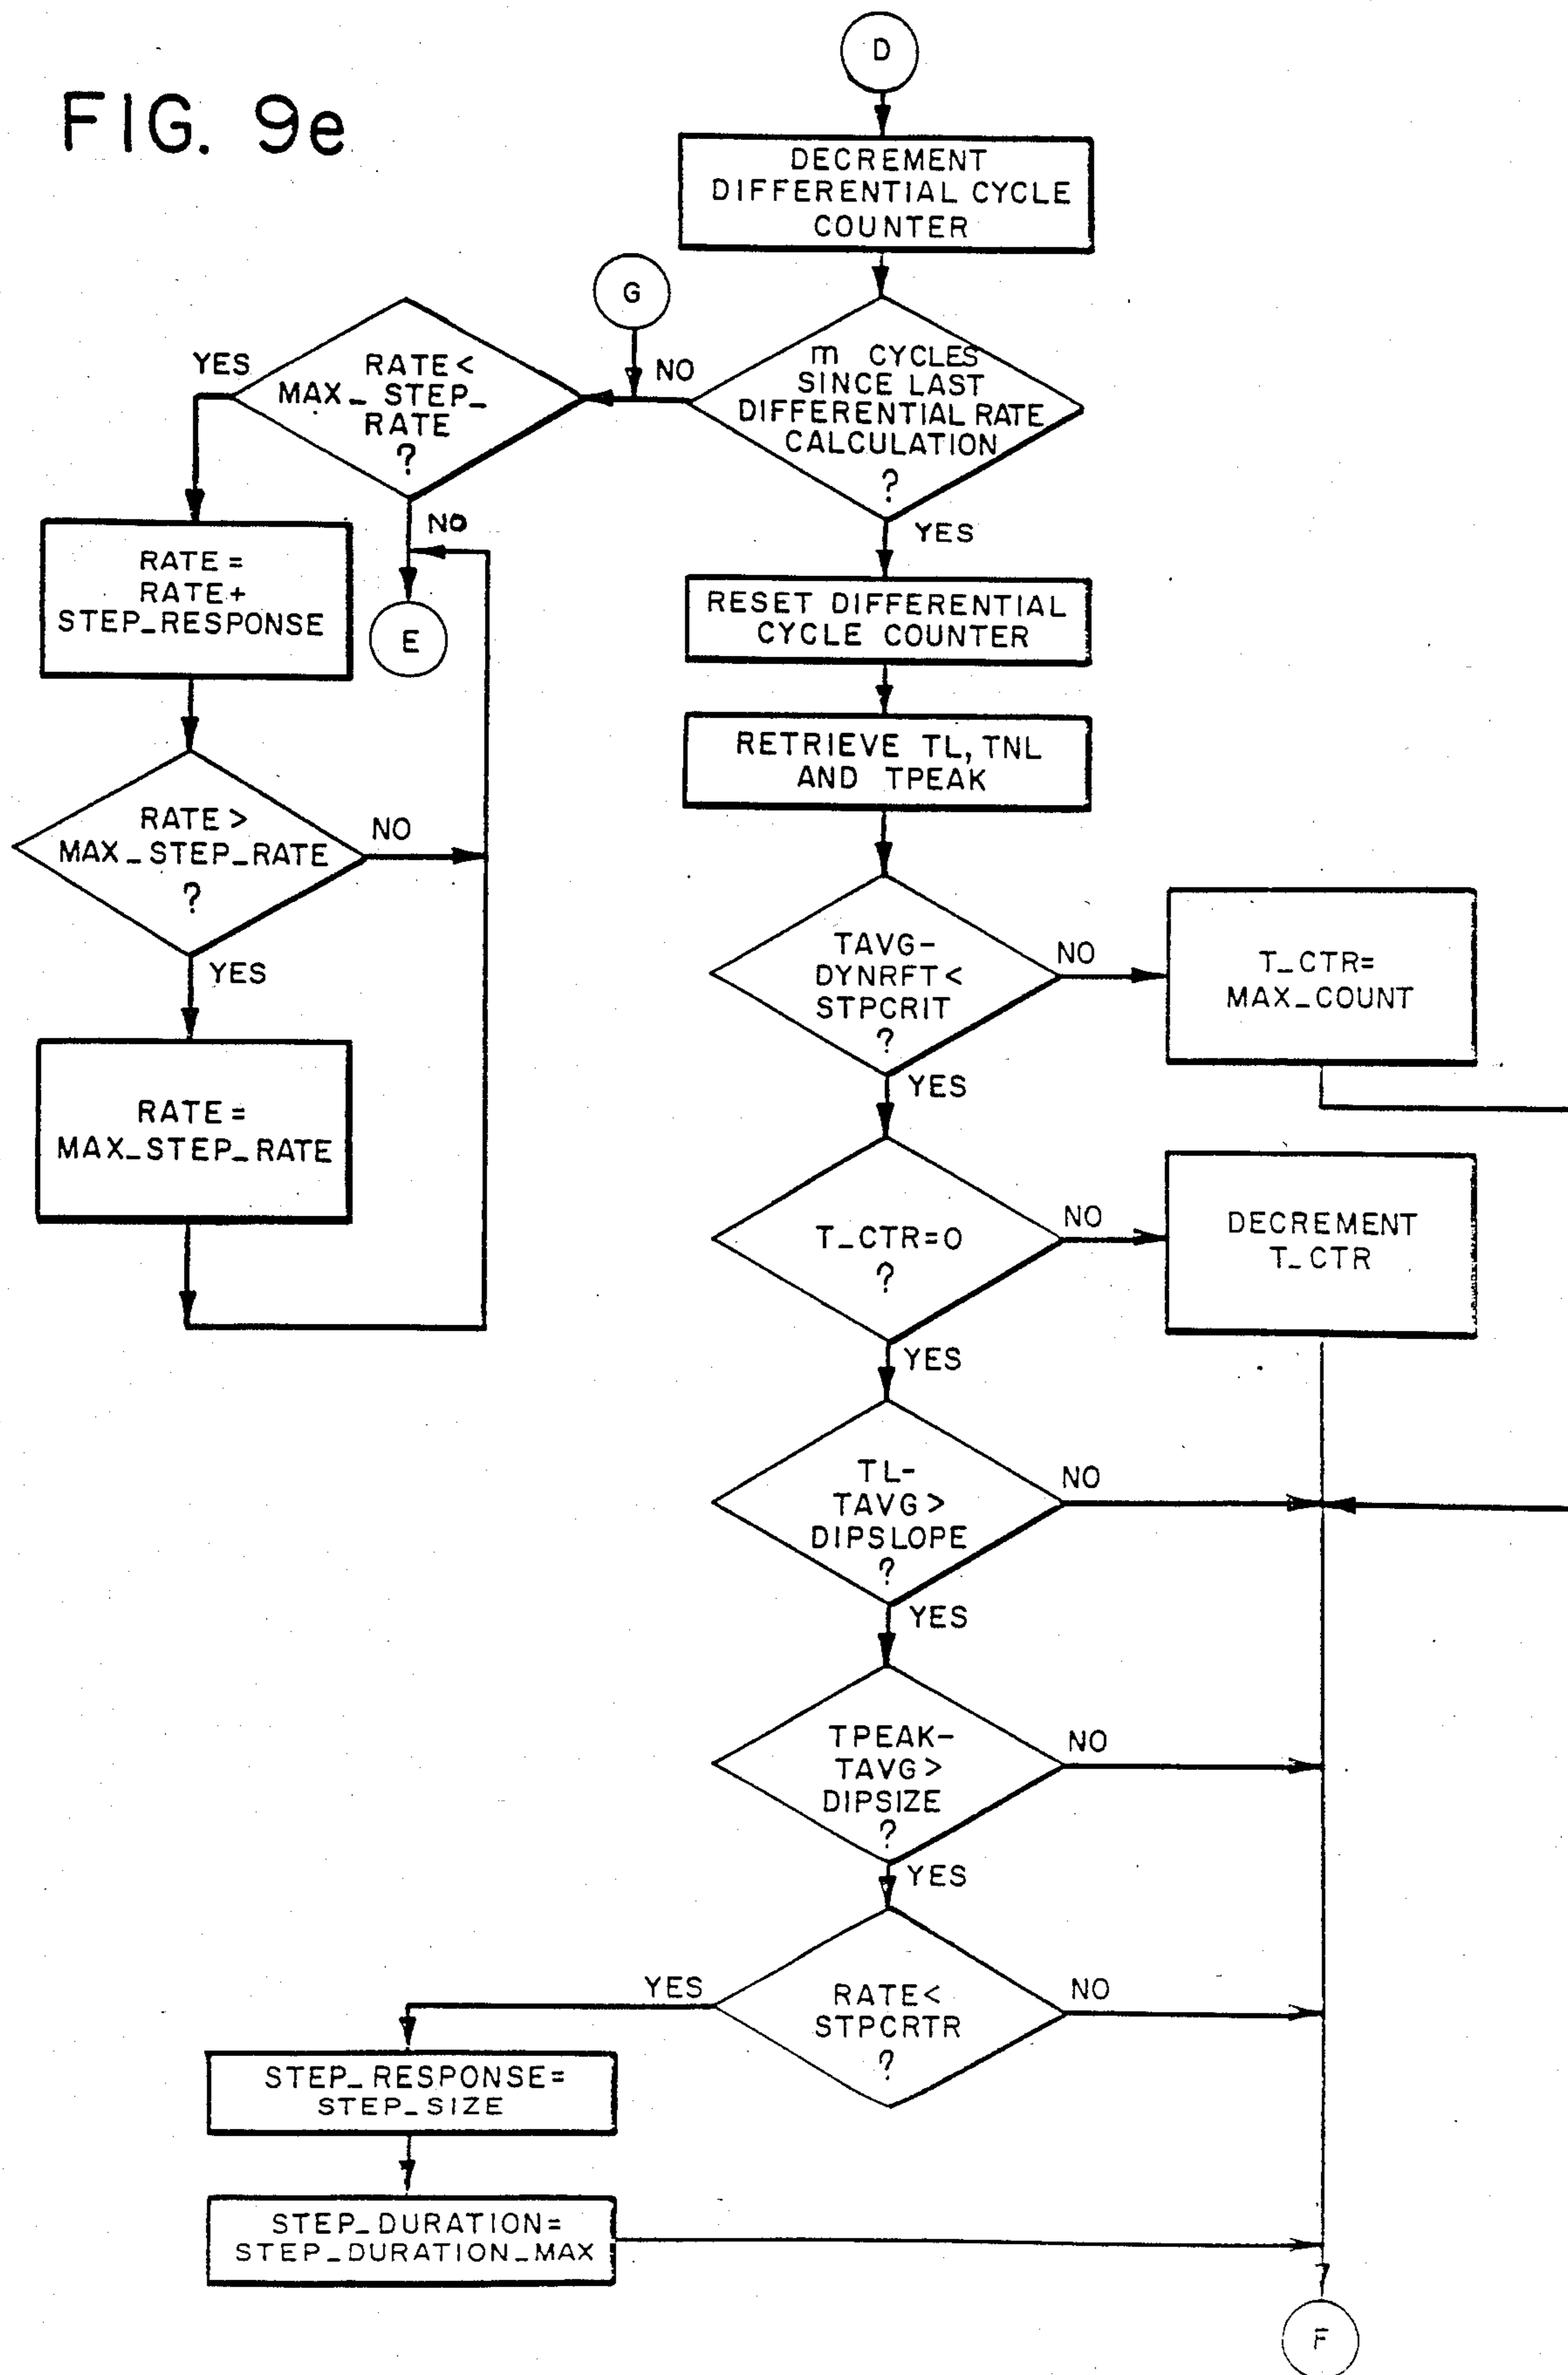 FIG. 9e
D
DECREMENT
DIFFERENTIAL CYCLE
COUNTER
G
m CYCLES
SINCE LAST
DIFFERENTIAL RATE
CALCULATION
?
NO
YES
RATE <
MAX_STEP_
RATE
?
YES
NO
E
RATE =
RATE +
STEP_RESPONSE
RATE >
MAX_STEP_RATE
?
NO
YES
RATE =
MAX_STEP_RATE
RESET DIFFERENTIAL
CYCLE COUNTER
RETRIEVE TL, TNL
AND TPEAK
TAVG-
DYNRFT <
STPCRIT
?
NO
T_CTR=
MAX_COUNT
YES
T_CTR=0
?
NO
DECREMENT
T_CTR
YES
TL-
TAVG >
DIPSLOPE
?
NO
YES
TPEAK-
TAVG >
DIPSIZE
?
NO
YES
RATE <
STPCRTR
?
NO
YES
STEP_RESPONSE=
STEP_SIZE
STEP_DURATION=
STEP_DURATION_MAX
F